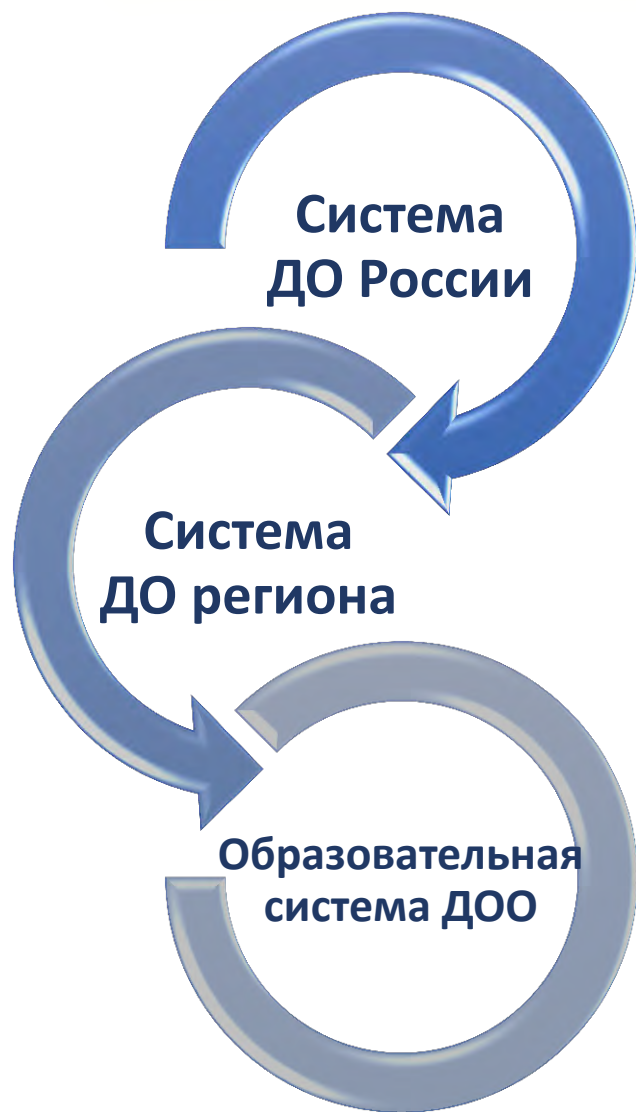 Система
ДО России
Система
ДО региона
Образовательная
система ДОО